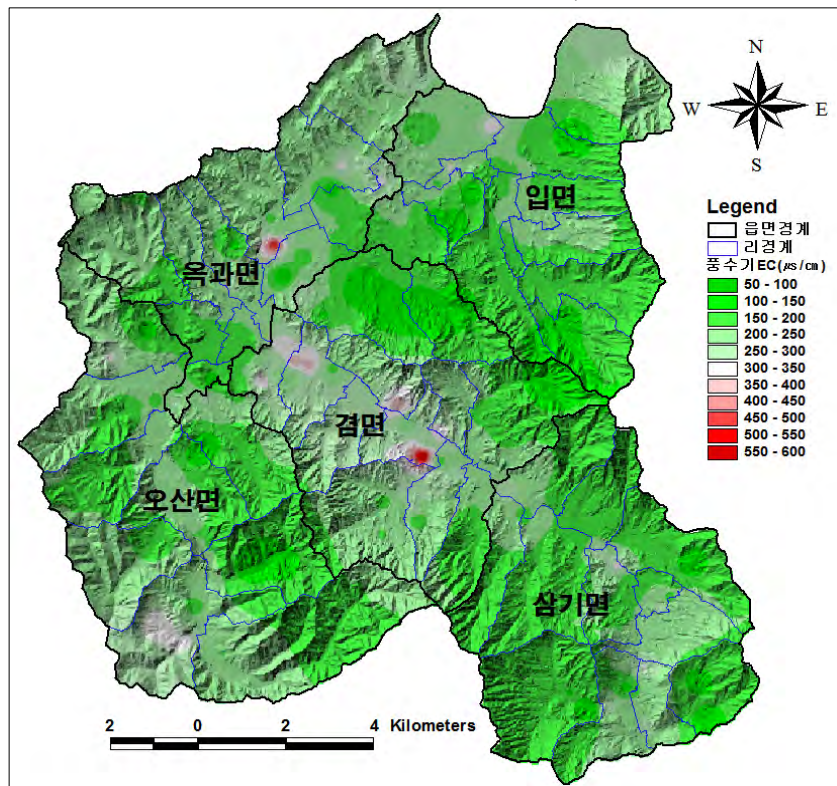 N
W E
S
입면
옥과면
겸면
오산면
삼기면
Legend
읍면경계
리경계
풍수기EC(㎲/㎝)
50 - 100
100 - 150
150 - 200
200 - 250
250 - 300
300 - 350
350 - 400
400 - 450
450 - 500
500 - 550
550 - 600
2 0 2 4 Kilometers